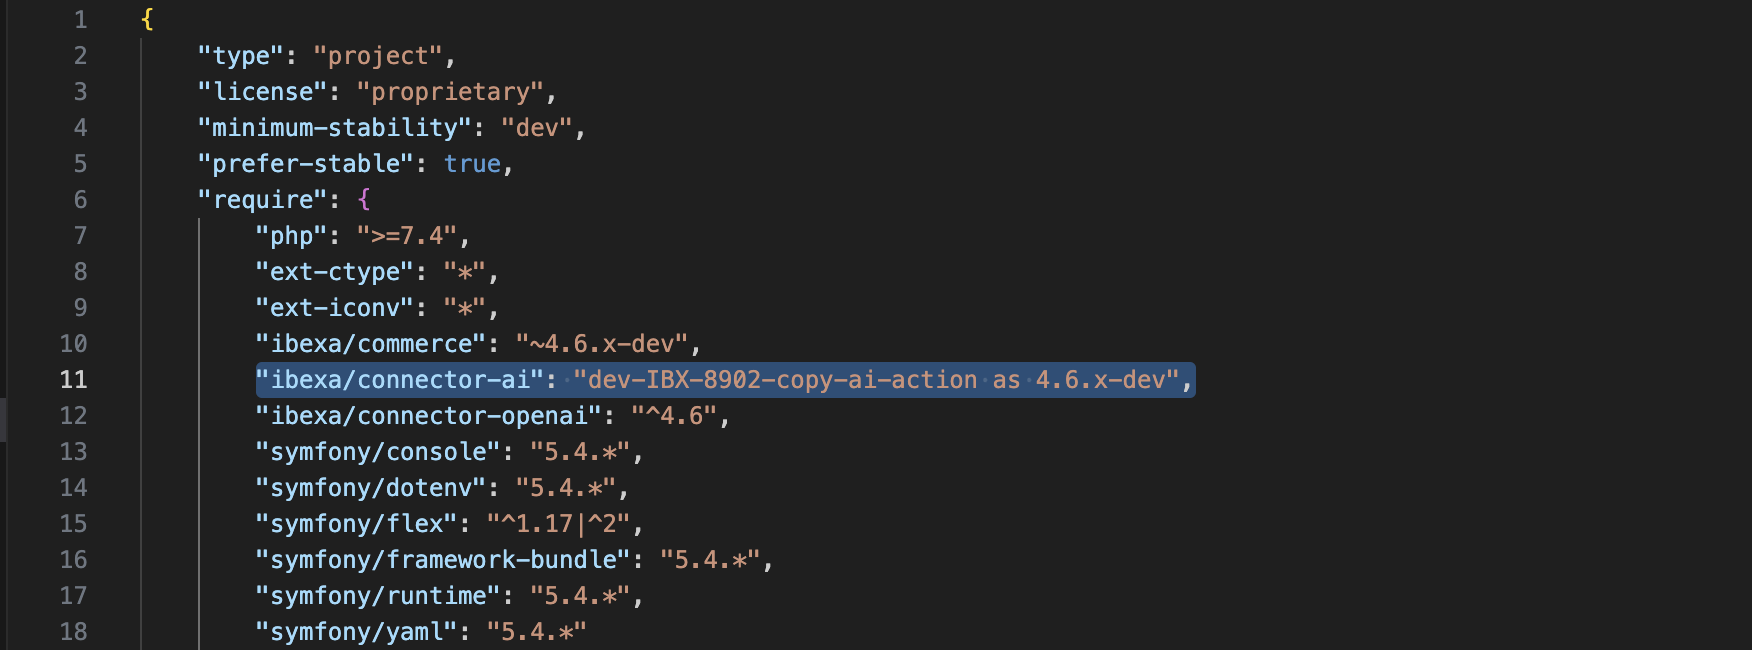 1 {
2 "type": "project",
3 "license": "proprietary",
4 "minimum-stability": "dev",
5 "prefer-stable": true,
6 "require": {
7 "php": ">=7.4",
8 "ext-ctype": "*",
9 "ext-iconv": "*",
10 "ibexa/commerce": "~4.6.x-dev",
11 "ibexa/connector-ai": "dev-IBX-8902-copy-ai-action as 4.6.x-dev",
12 "ibexa/connector-openai": "^4.6",
13 "symfony/console": "5.4.*",
14 "symfony/dotenv": "5.4.*",
15 "symfony/flex": "^1.17|^2",
16 "symfony/framework-bundle": "5.4.*",
17 "symfony/runtime": "5.4.*",
18 "symfony/yaml": "5.4.*"